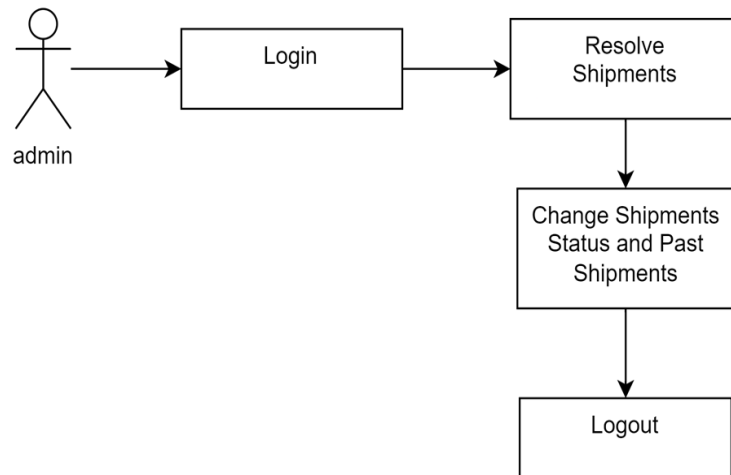 Login
Resolve
Shipments
admin
Change Shipments
Status and Past
Shipments
Logout